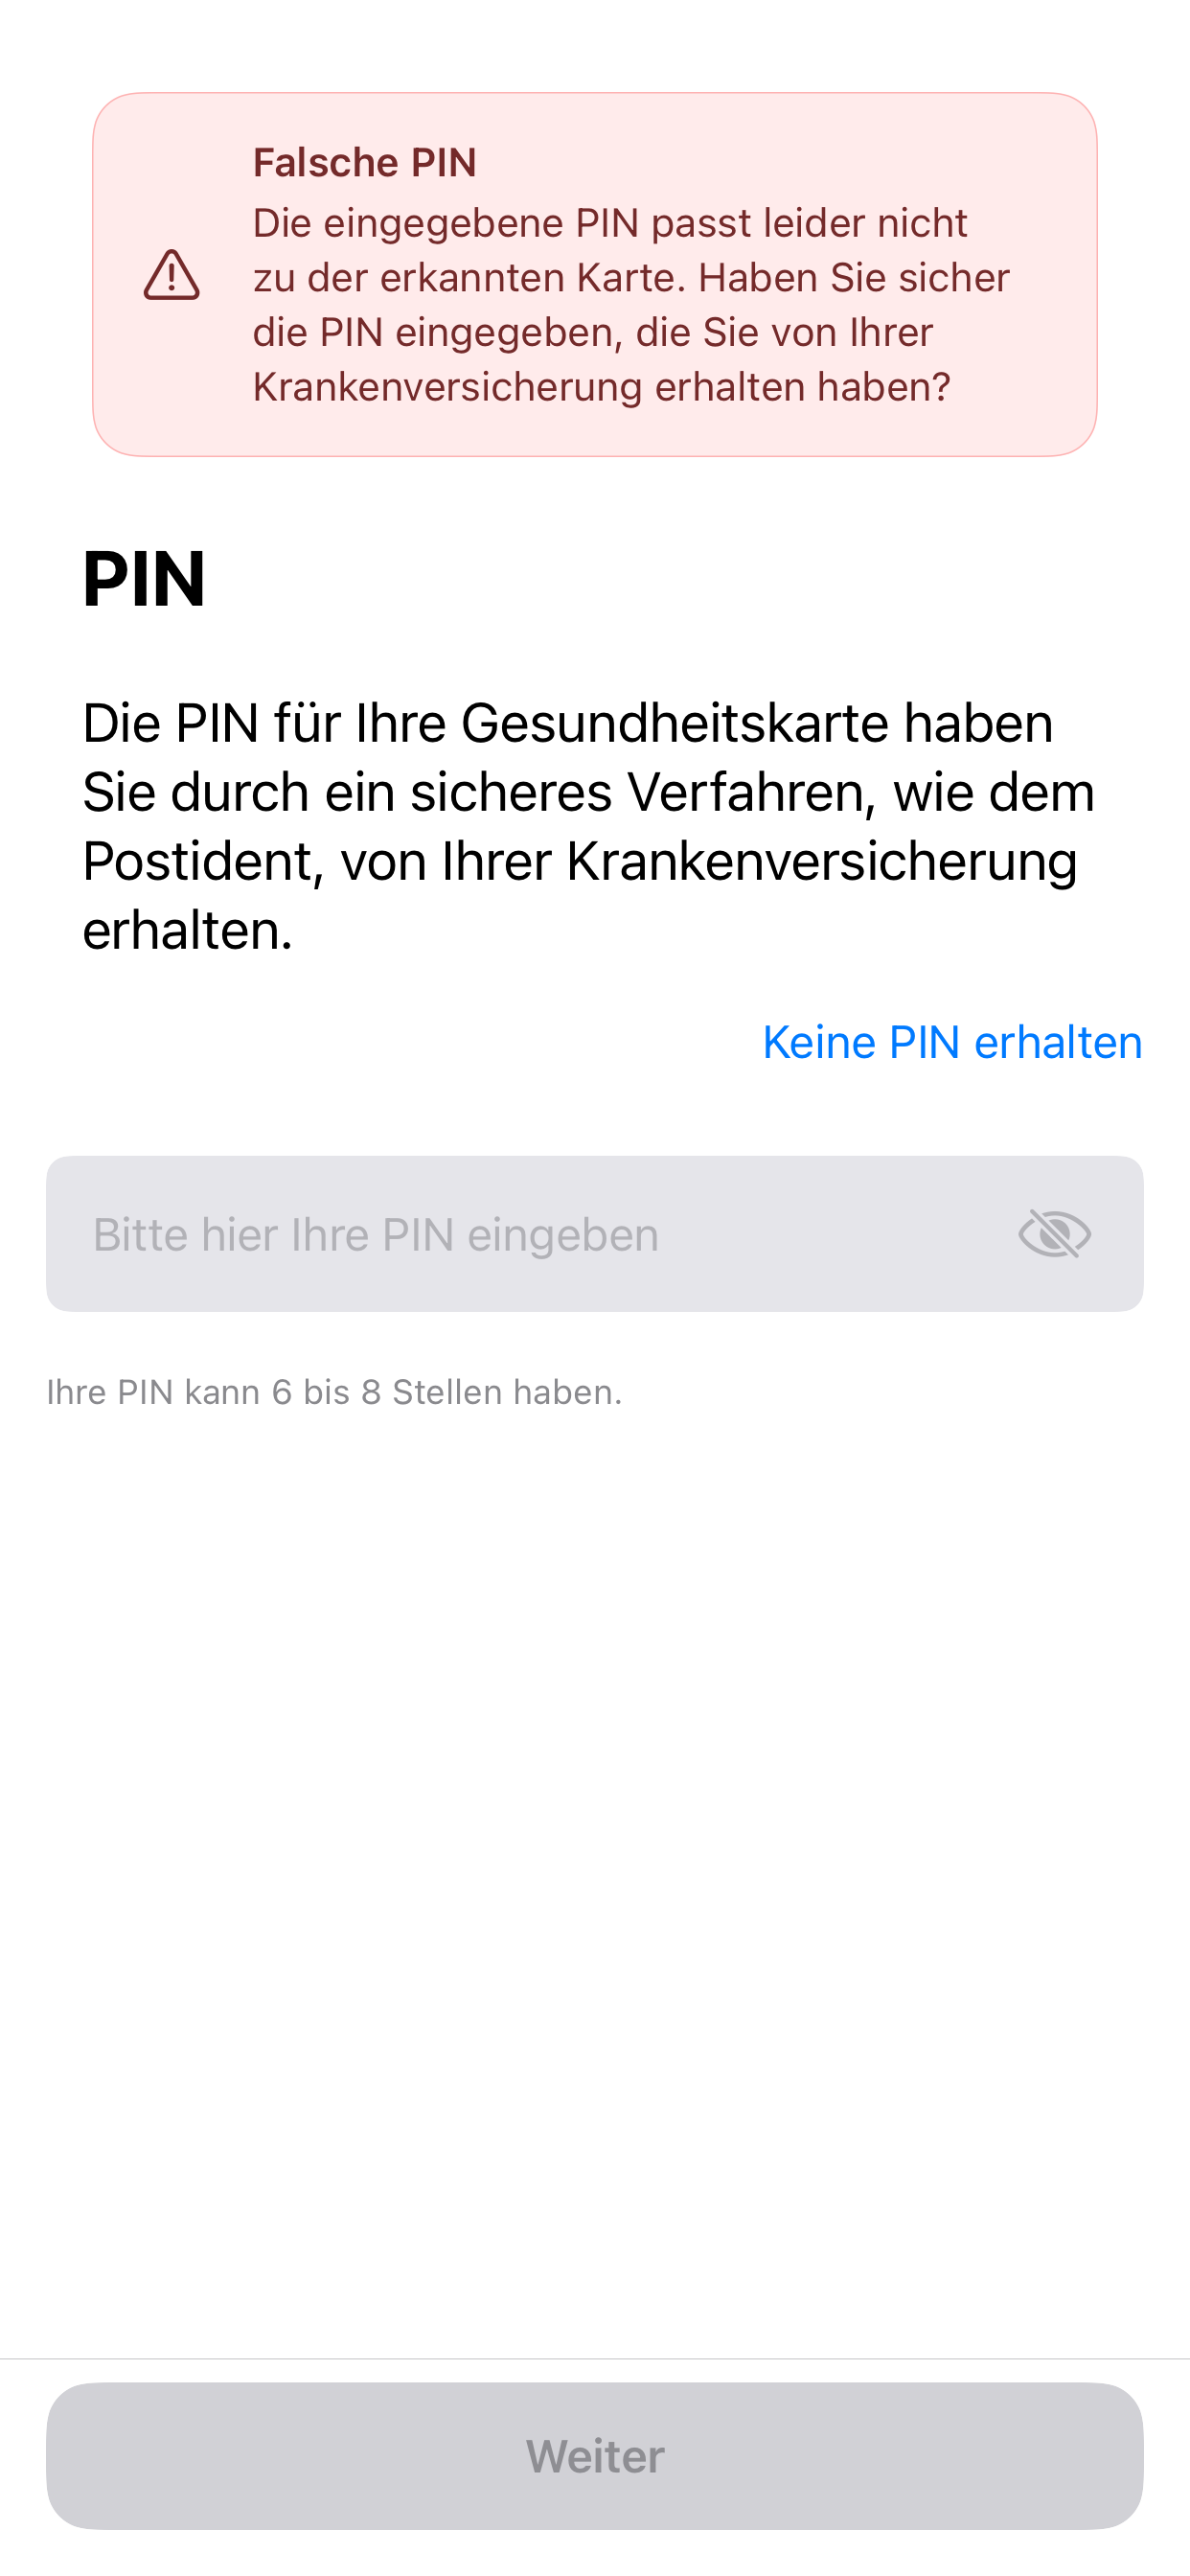 Falsche PIN
Die eingegebene PIN passt leider nicht
zu der erkannten Karte. Haben Sie sicher
die PIN eingegeben, die Sie von Ihrer
Krankenversicherung erhalten haben?
PIN
Die PIN für Ihre Gesundheitskarte haben
Sie durch ein sicheres Verfahren, wie dem
Postident, von Ihrer Krankenversicherung
erhalten.
Keine PIN erhalten
Bitte hier Ihre PIN eingeben
Ihre PIN kann 6 bis 8 Stellen haben.
Weiter